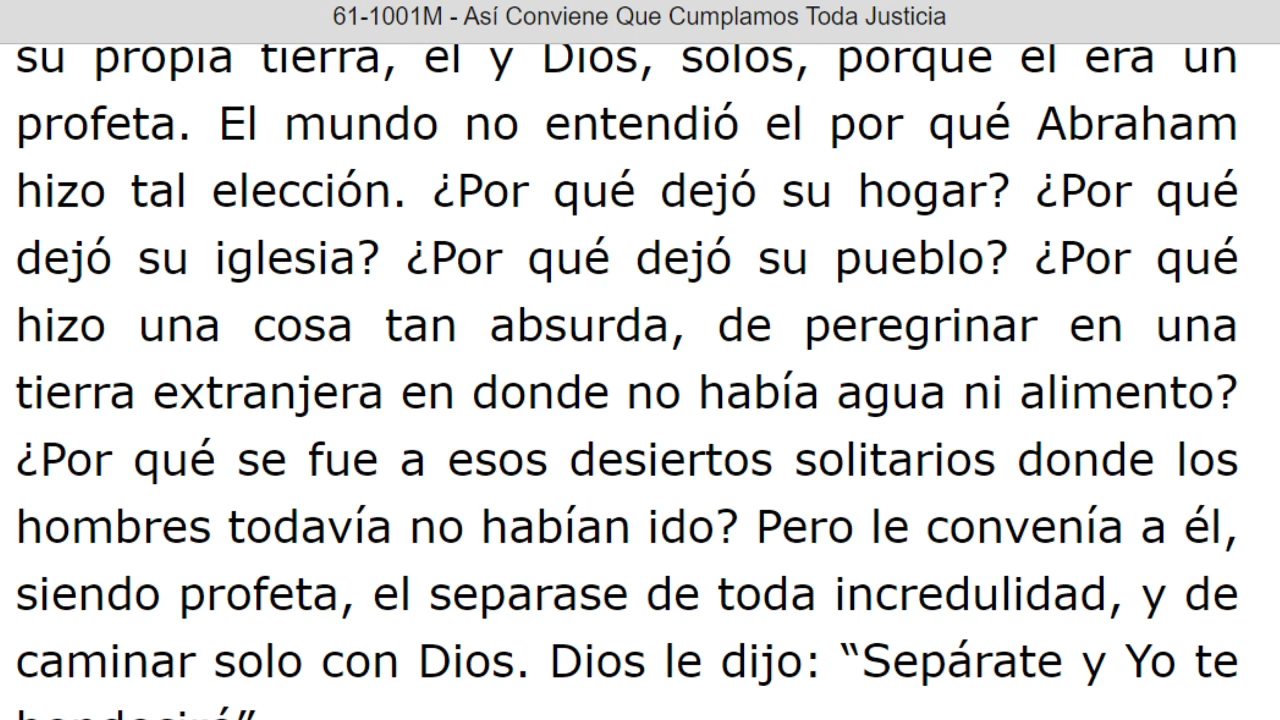 61-1001M - Así Conviene Que Cumplamos Toda Justicia
su propia tierra, él y Dios, solos, porque él era un
profeta. El mundo no entendió el por qué Abraham
hizo tal elección. ¿Por qué dejó su hogar? ¿Por qué
dejó su iglesia? ¿Por qué dejó su pueblo? ¿Por qué
hizo una cosa tan absurda, de peregrinar en una
tierra extranjera en donde no había agua ni alimento?
¿Por qué se fue a esos desiertos solitarios donde los
hombres todavía no habían ido? Pero le convenía a él,
siendo profeta, el separase de toda incredulidad, y de
caminar solo con Dios. Dios le dijo: “Sepárate y Yo te